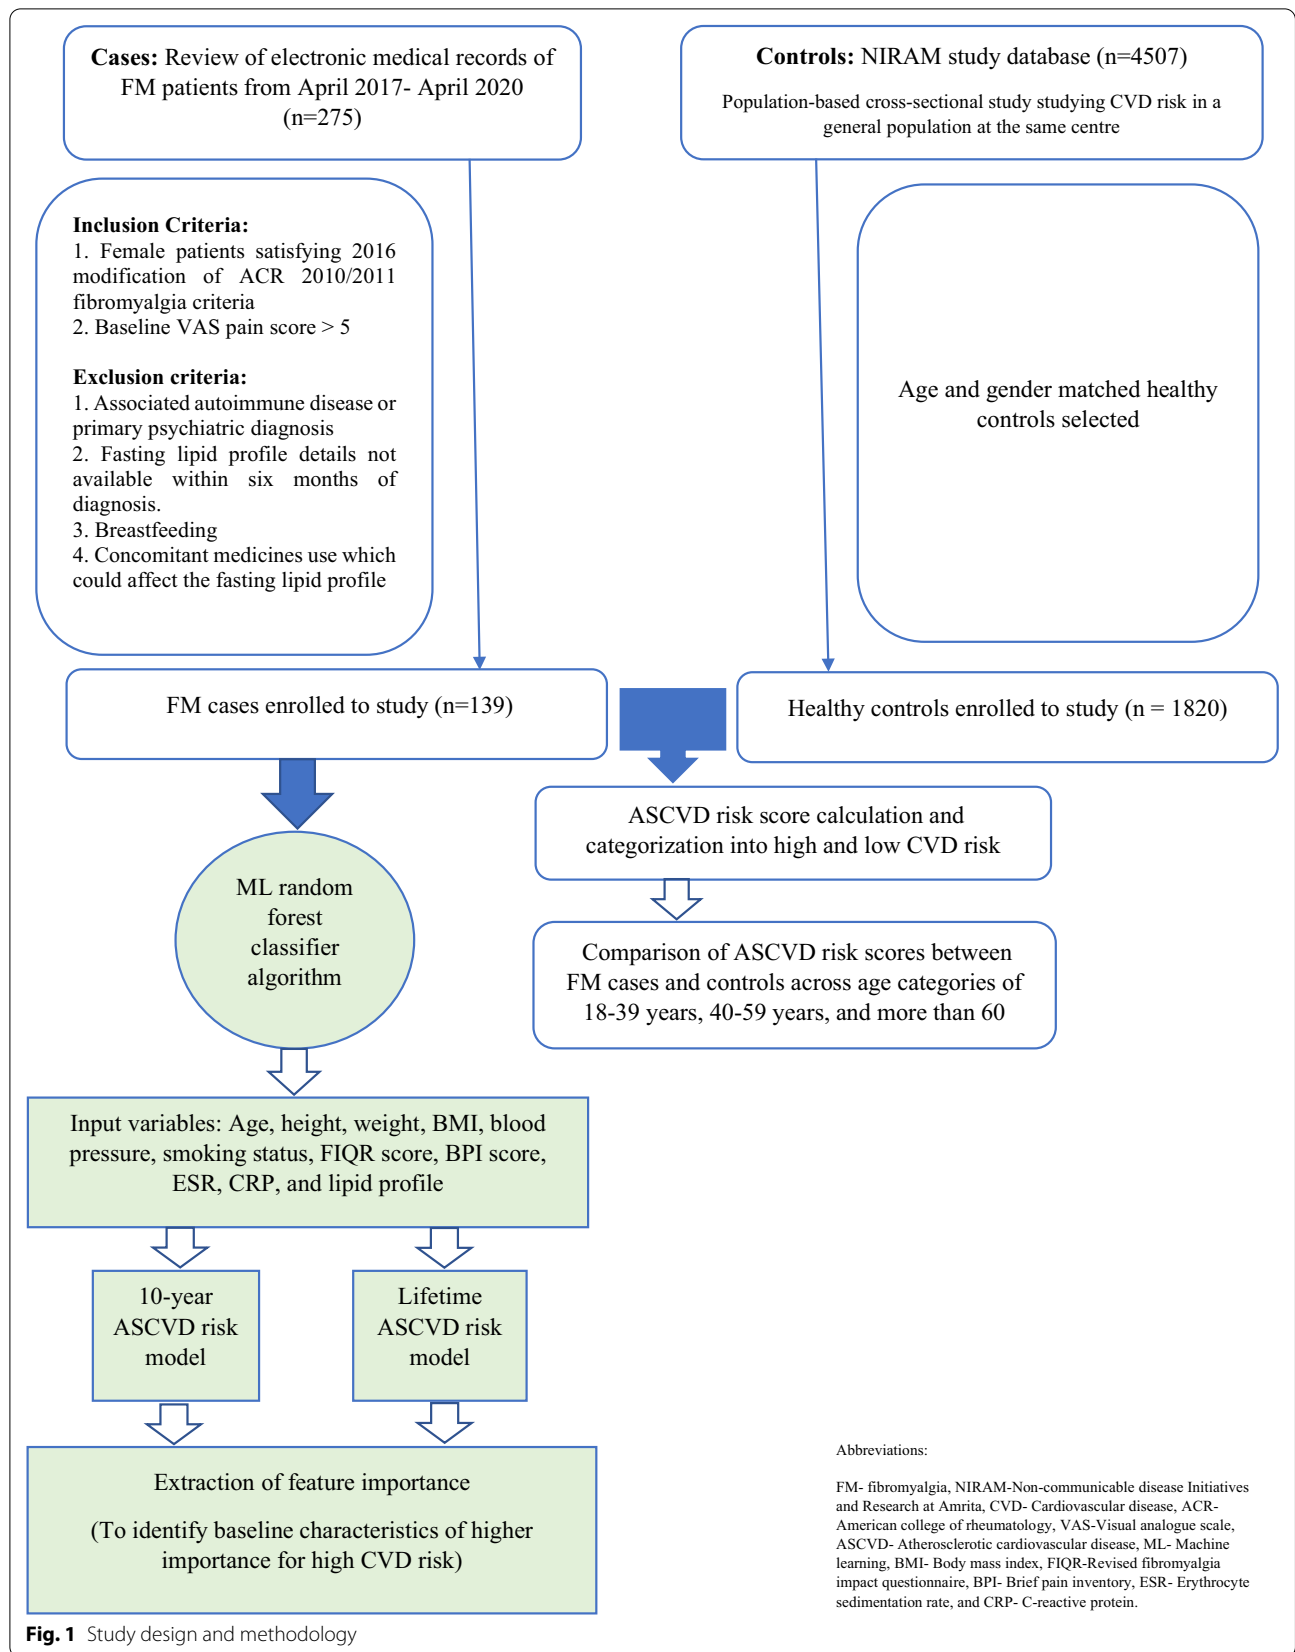 Cases: Review of electronic medical records of
FM patients from April 2017- April 2020
(n=275)
Controls: NIRAM study database (n=4507)
Population-based cross-sectional study studying CVD risk in a
general population at the same centre
Inclusion Criteria:
1. Female patients satisfying 2016
modification of ACR 2010/2011
fibromyalgia criteria
2. Baseline VAS pain score > 5
Exclusion criteria:
1. Associated autoimmune disease or
primary psychiatric diagnosis
2. Fasting lipid profile details not
available within six months of
diagnosis.
3. Breastfeeding
4. Concomitant medicines use which
could affect the fasting lipid profile
Age and gender matched healthy
controls selected
FM cases enrolled to study (n=139)
Healthy controls enrolled to study (n = 1820)
ASCVD risk score calculation and
categorization into high and low CVD risk
Comparison of ASCVD risk scores between
FM cases and controls across age categories of
18-39 years, 40-59 years, and more than 60
ML random
forest
classifier
algorithm
Input variables: Age, height, weight, BMI, blood
pressure, smoking status, FIQR score, BPI score,
ESR, CRP, and lipid profile
10-year
ASCVD risk
model
Lifetime
ASCVD risk
model
Extraction of feature importance
(To identify baseline characteristics of higher
importance for high CVD risk)
Abbreviations:
FM- fibromyalgia, NIRAM-Non-communicable disease Initiatives
and Research at Amrita, CVD- Cardiovascular disease, ACR-
American college of rheumatology, VAS-Visual analogue scale,
ASCVD- Atherosclerotic cardiovascular disease, ML- Machine
learning, BMI- Body mass index, FIQR-Revised fibromyalgia
impact questionnaire, BPI- Brief pain inventory, ESR- Erythrocyte
sedimentation rate, and CRP- C-reactive protein.
Fig. 1 Study design and methodology